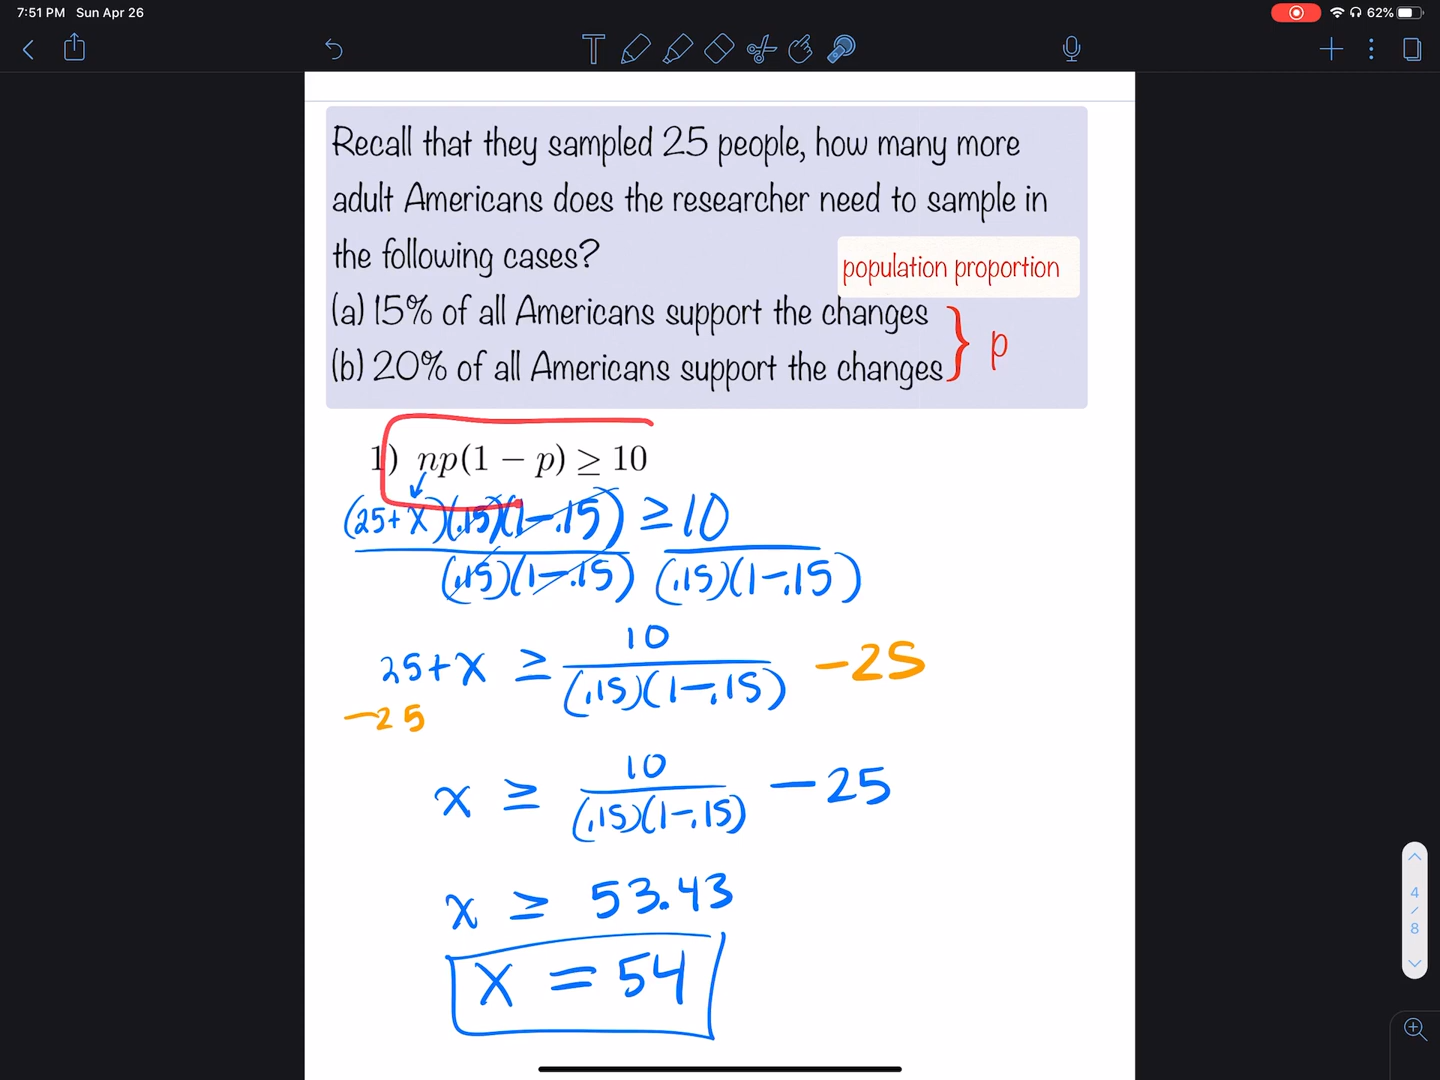 7:51 PM Sun Apr 26
62%
T
Recall that they sampled 25 people, how many more
adult Americans does the researcher need to sample in
the following cases?
population proportion
(a) 15% of all Americans support the changes
(b) 20% of all Americans support the changes
} p
1) np(1 − p) ≥ 10
(25+x)(.15)(1-.15) ≥ 10
(.15)(1-.15) (.15)(1-.15)
10
25+x ≥ -25
(.15)(1-.15)
-25
10
x ≥ -25
(.15)(1-.15)
x ≥ 53.43
x = 54
4
/
8